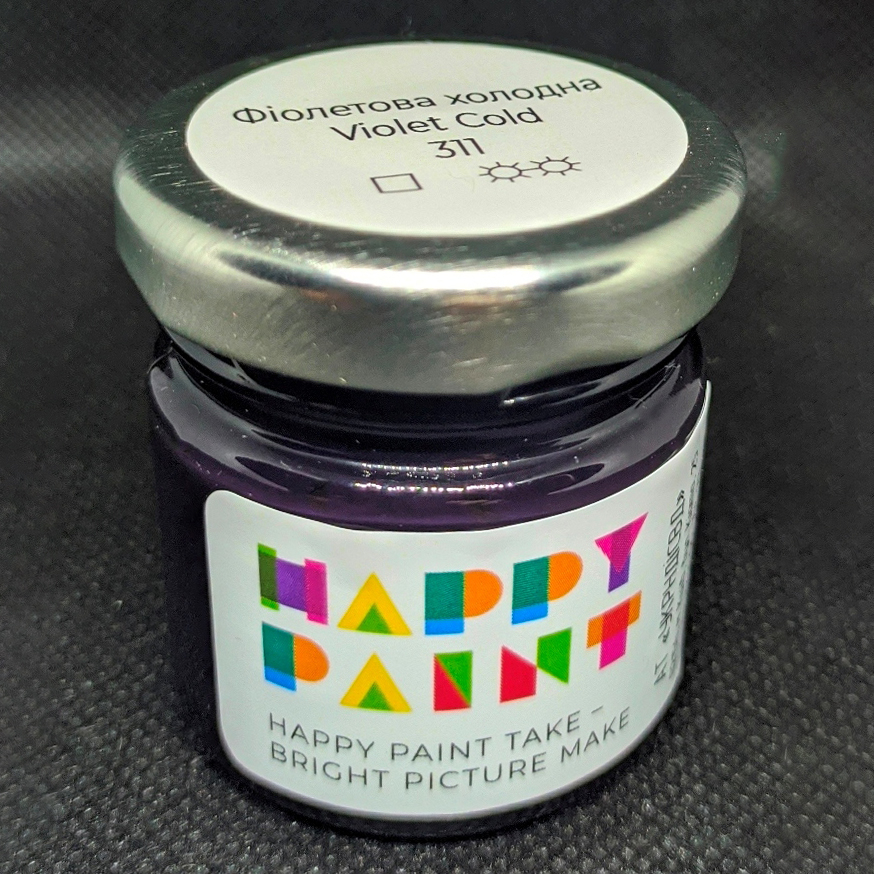 Фіолетова холодна
Violet Cold
311
HAPPY
PAINT
HAPPY PAINT TAKE –
BRIGHT PICTURE MAKE